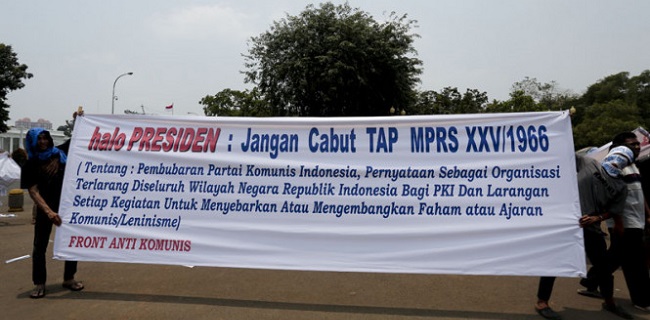 halo PRESIDEN : Jangan Cabut TAP MPRS XXV/1966
( Tentang : Pembubaran Partai Komunis Indonesia, Pernyataan Sebagai Organisasi
Terlarang Diseluruh Wilayah Negara Republik Indonesia Bagi PKI Dan Larangan
Setiap Kegiatan Untuk Menyebarkan Atau Mengembangkan Faham atau Ajaran
Komunis/Leninisme)
FRONT ANTI KOMUNIS